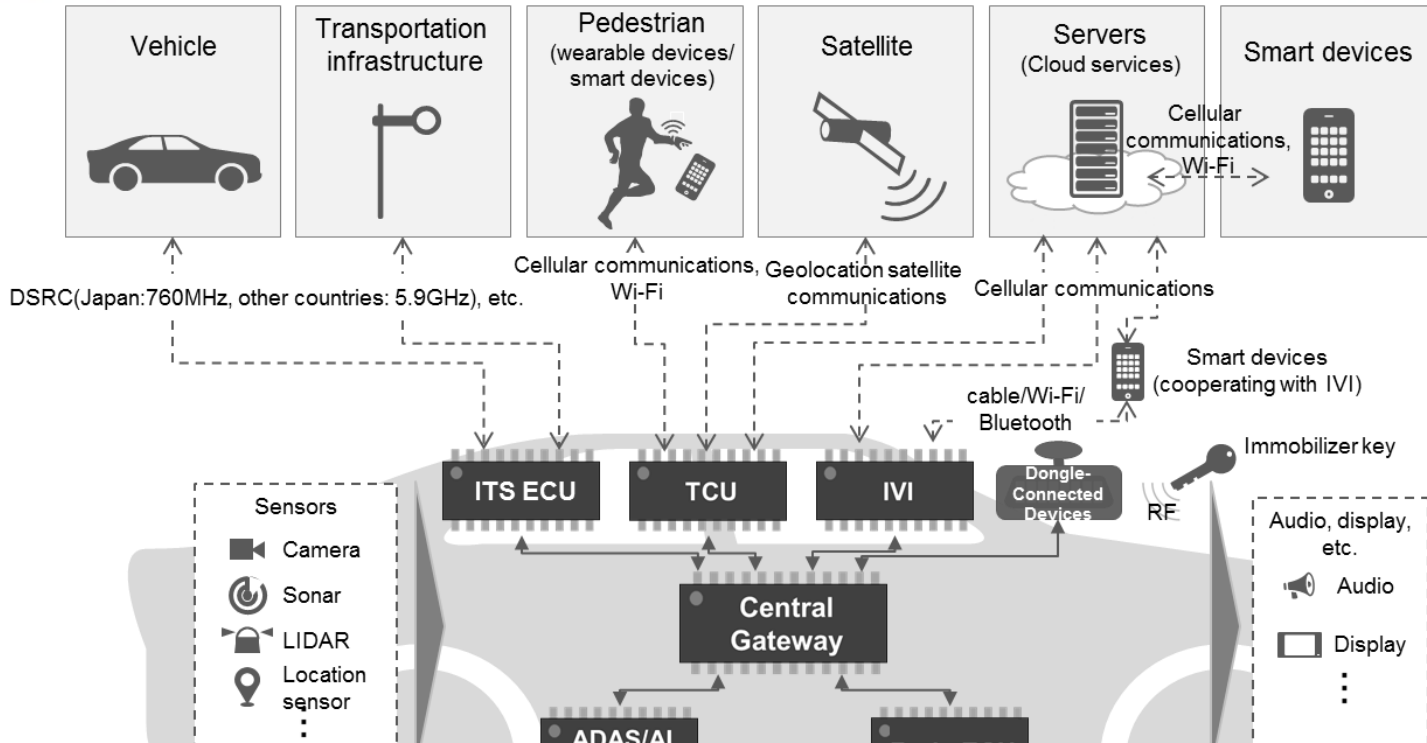 Vehicle
Transportation
infrastructure
Pedestrian
(wearable devices/
smart devices)
Satellite
Servers
(Cloud services)
Smart devices
Cellular
communications,
Wi-Fi
DSRC(Japan:760MHz, other countries: 5.9GHz), etc.
Cellular communications,
Wi-Fi
Geolocation satellite
communications
Cellular communications
Smart devices
(cooperating with IVI)
cable/Wi-Fi/
Bluetooth
Immobilizer key
RF
ITS ECU
TCU
IVI
Dongle-
Connected
Devices
Sensors
Camera
Sonar
LIDAR
Location
sensor
Audio, display,
etc.
Audio
Display
Central
Gateway
ADAS/AI